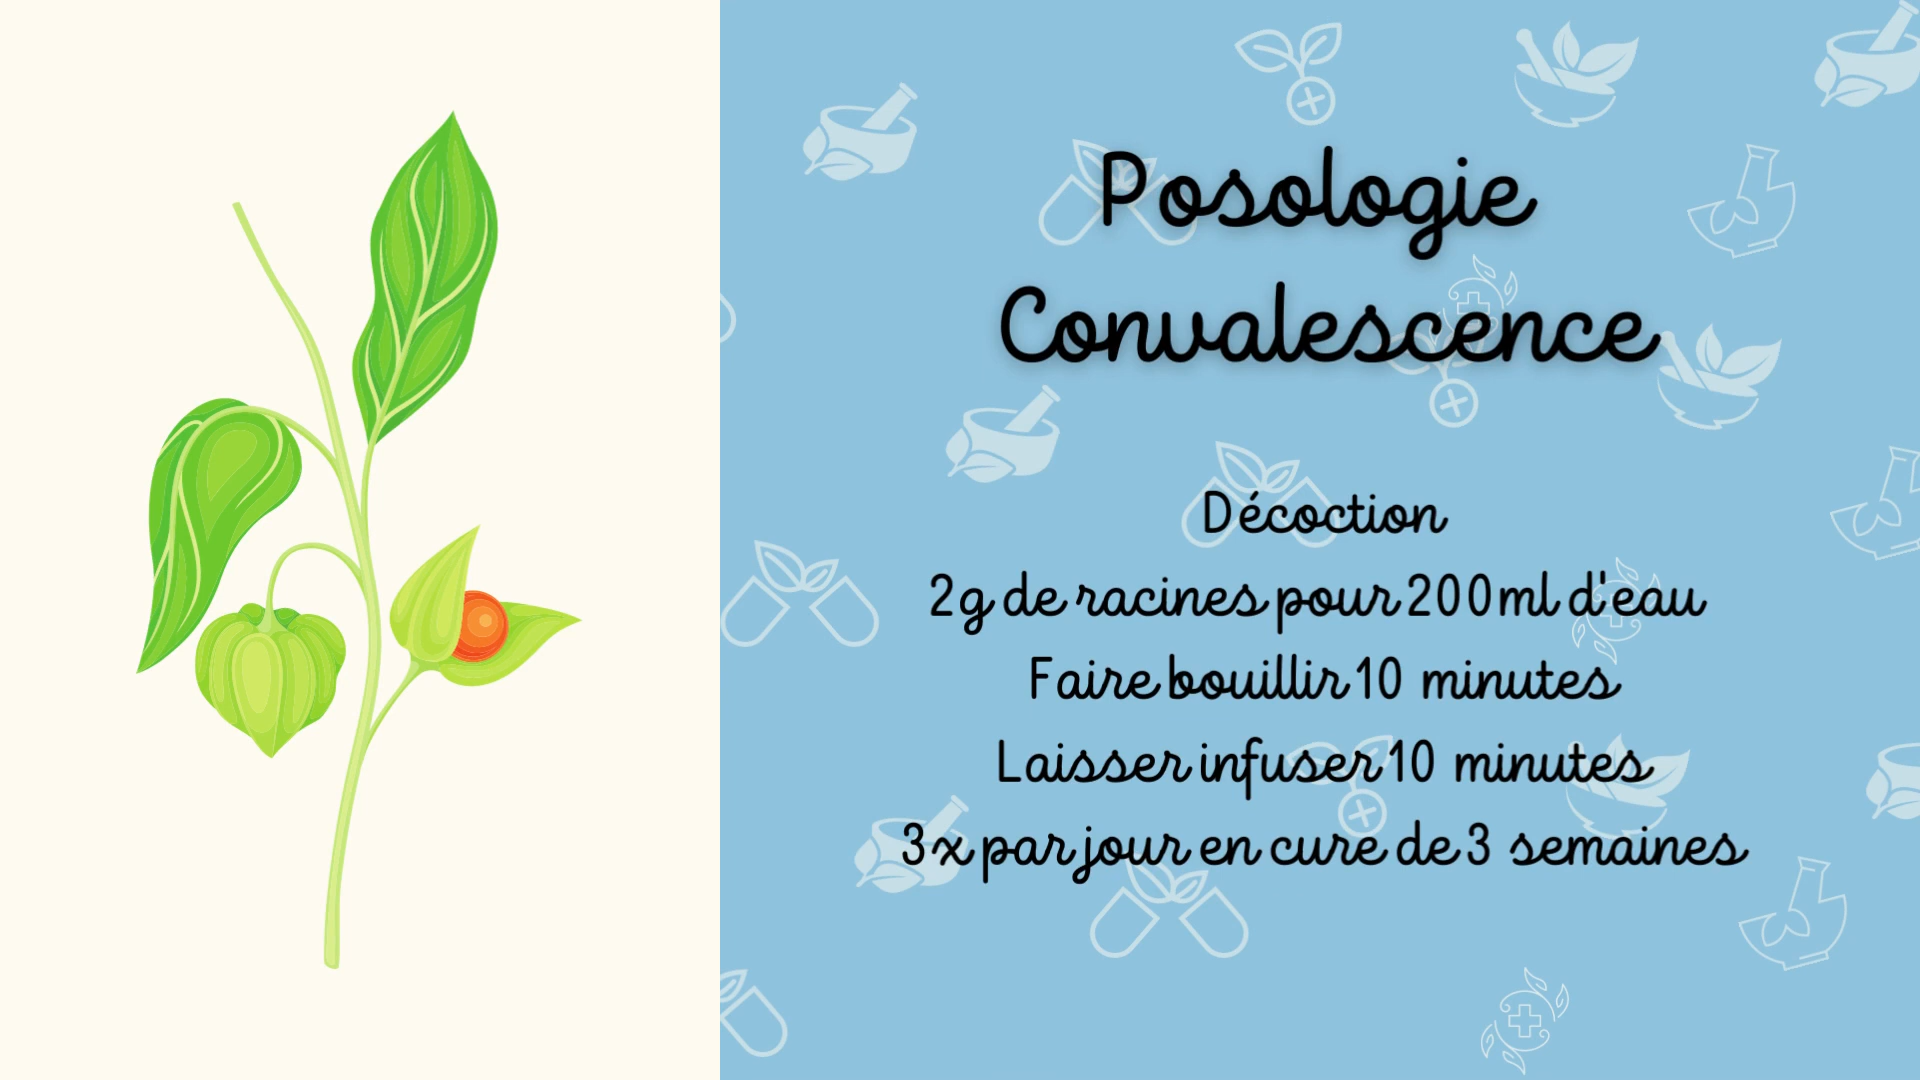 Posologie
Convalescence
Décoction
2g de racines pour 200ml d'eau
Faire bouillir 10 minutes
Laisser infuser 10 minutes
3x par jour en cure de 3 semaines